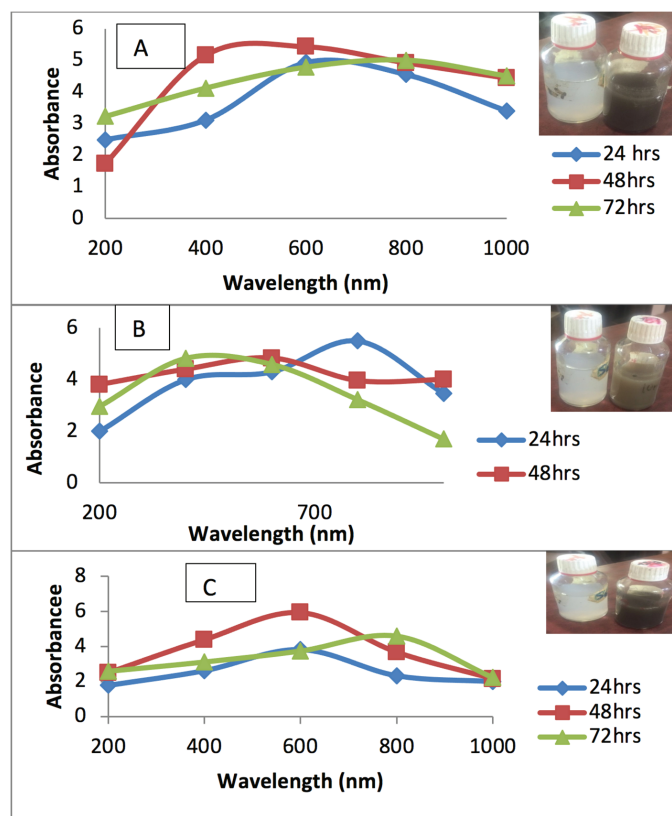 A
6
5
4
3
2
1
0
200 400 600 800 1000
Absorbance
Wavelength (nm)
24 hrs
48hrs
72hrs
B
6
4
2
0
200 700
Absorbance
Wavelength (nm)
24hrs
48hrs
C
8
6
4
2
0
200 400 600 800 1000
Absorbancee
Wavelength (nm)
24hrs
48hrs
72hrs